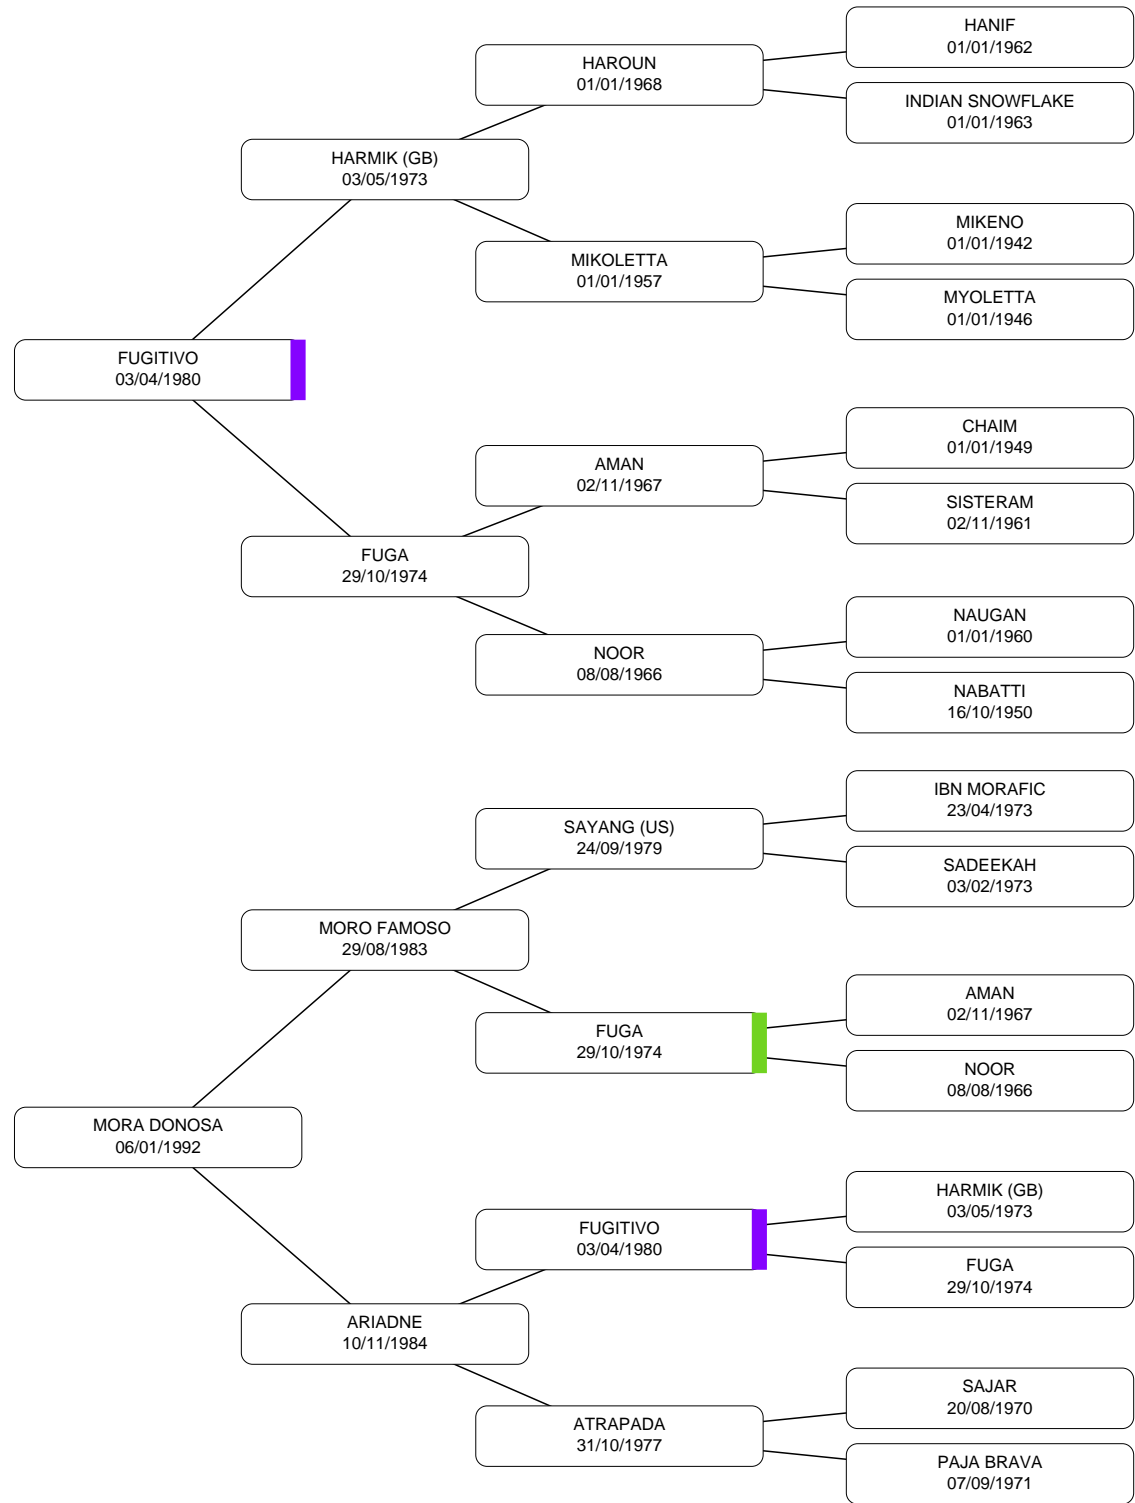 HANIF
01/01/1962
HAROUN
01/01/1968
INDIAN SNOWFLAKE
01/01/1963
HARMIK (GB)
03/05/1973
MIKENO
01/01/1942
MIKOLETTA
01/01/1957
MYOLETTA
01/01/1946
FUGITIVO
03/04/1980
CHAIM
01/01/1949
AMAN
02/11/1967
SISTERAM
02/11/1961
FUGA
29/10/1974
NAUGAN
01/01/1960
NOOR
08/08/1966
NABATTI
16/10/1950
IBN MORAFIC
23/04/1973
SAYANG (US)
24/09/1979
SADEEKAH
03/02/1973
MORO FAMOSO
29/08/1983
AMAN
02/11/1967
FUGA
29/10/1974
NOOR
08/08/1966
MORA DONOSA
06/01/1992
HARMIK (GB)
03/05/1973
FUGITIVO
03/04/1980
FUGA
29/10/1974
ARIADNE
10/11/1984
SAJAR
20/08/1970
ATRAPADA
31/10/1977
PAJA BRAVA
07/09/1971